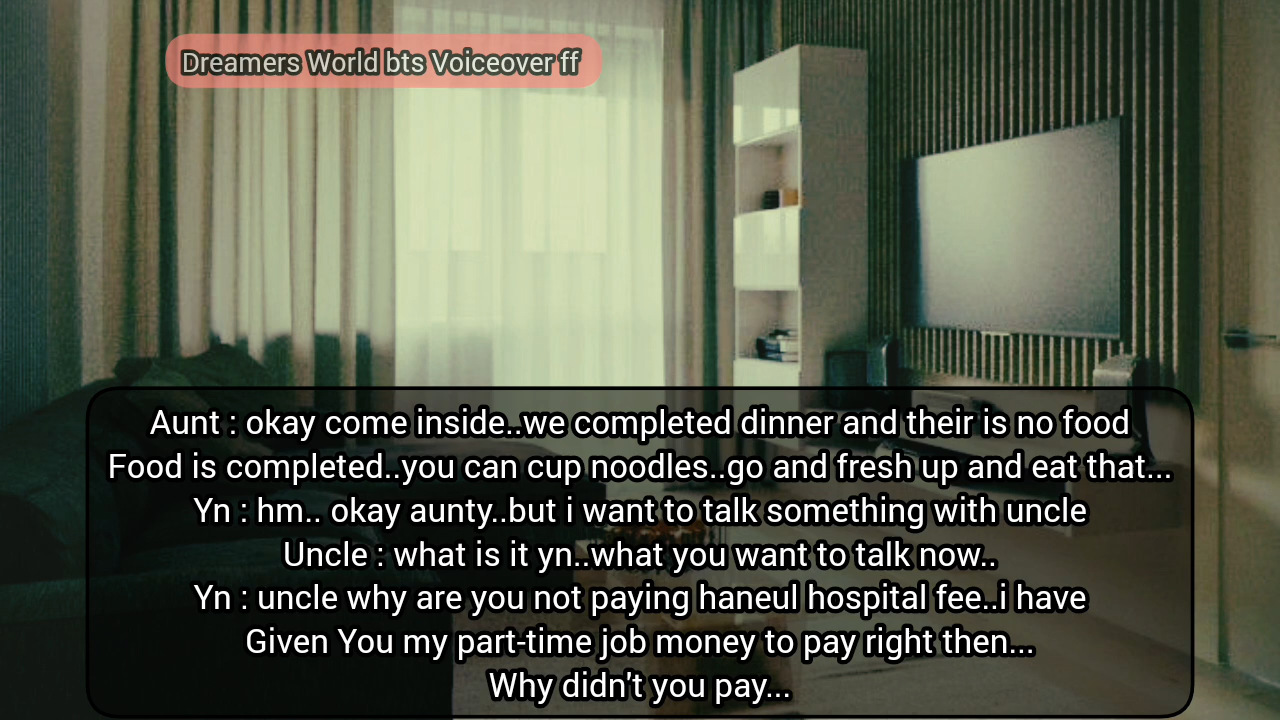 Dreamers World bts Voiceover ff
Aunt : okay come inside..we completed dinner and their is no food
Food is completed..you can cup noodles..go and fresh up and eat that...
Yn : hm.. okay aunty..but i want to talk something with uncle
Uncle : what is it yn..what you want to talk now..
Yn : uncle why are you not paying haneul hospital fee..i have
Given You my part-time job money to pay right then...
Why didn't you pay...